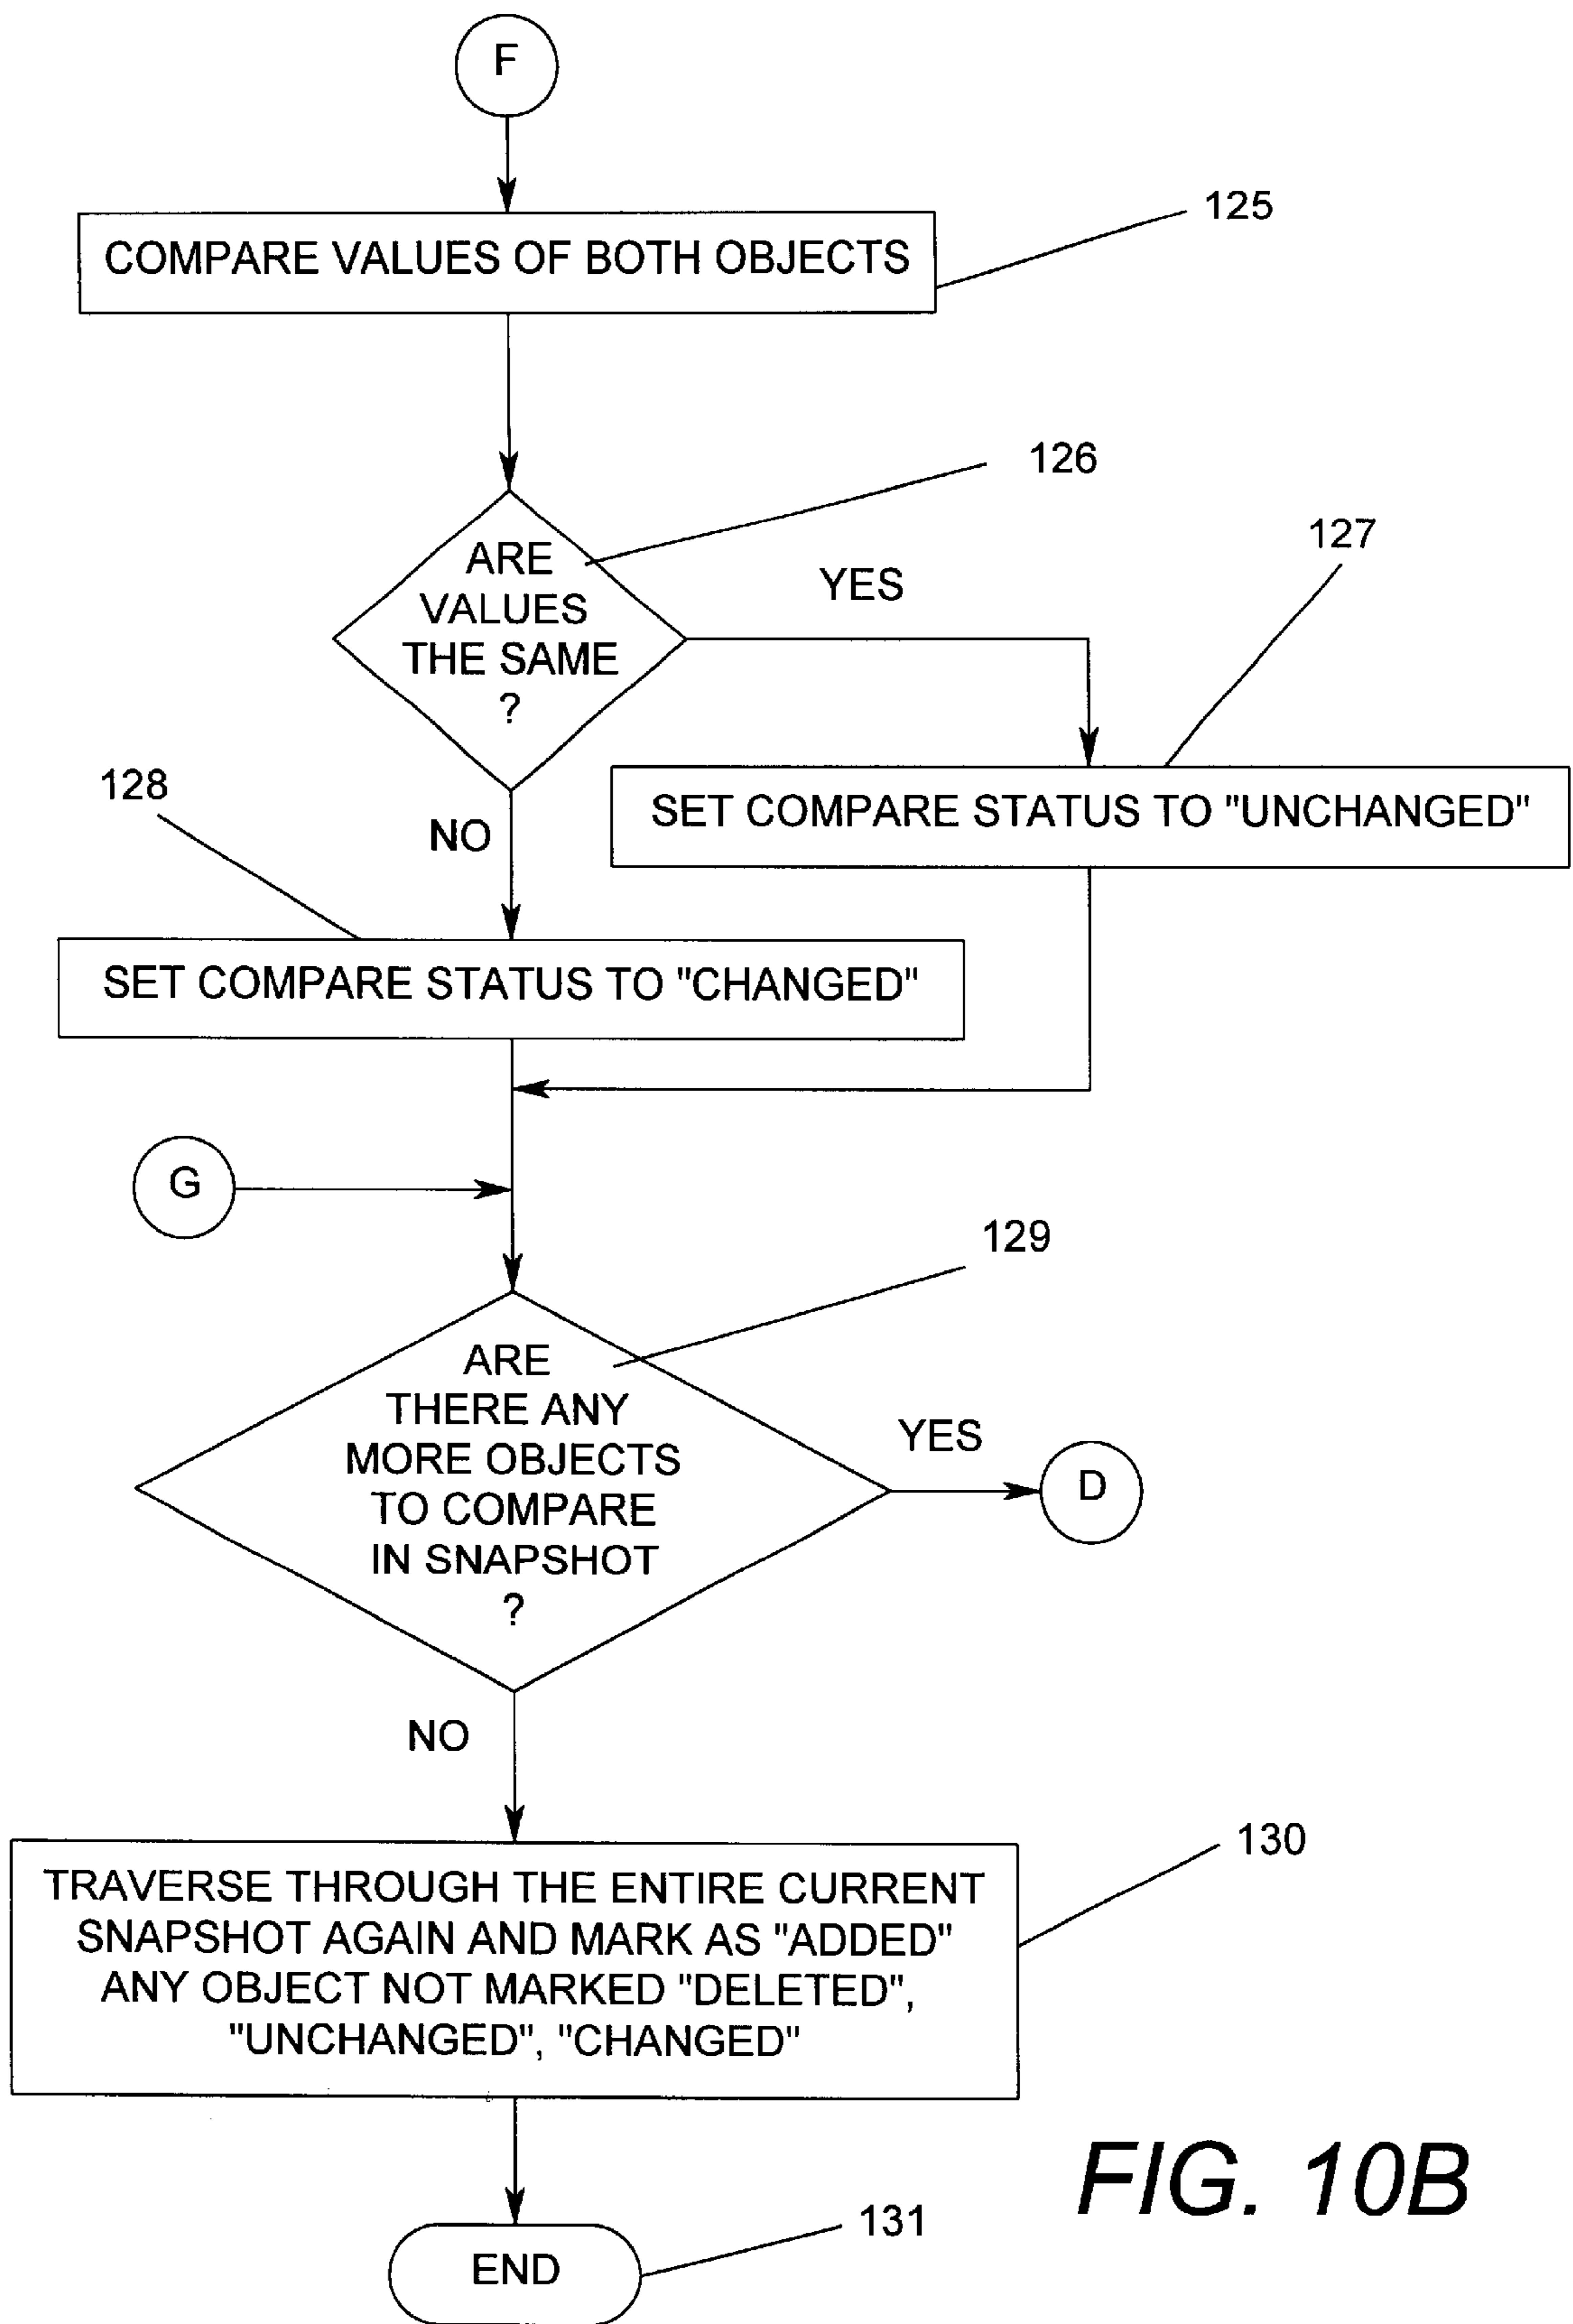 F
125
COMPARE VALUES OF BOTH OBJECTS
126
127
ARE
VALUES
THE SAME
?
YES
128
NO
SET COMPARE STATUS TO "UNCHANGED"
SET COMPARE STATUS TO "CHANGED"
G
129
ARE
THERE ANY
MORE OBJECTS
TO COMPARE
IN SNAPSHOT
?
YES
D
NO
130
TRAVERSE THROUGH THE ENTIRE CURRENT
SNAPSHOT AGAIN AND MARK AS "ADDED"
ANY OBJECT NOT MARKED "DELETED",
"UNCHANGED", "CHANGED"
131
END
FIG. 10B